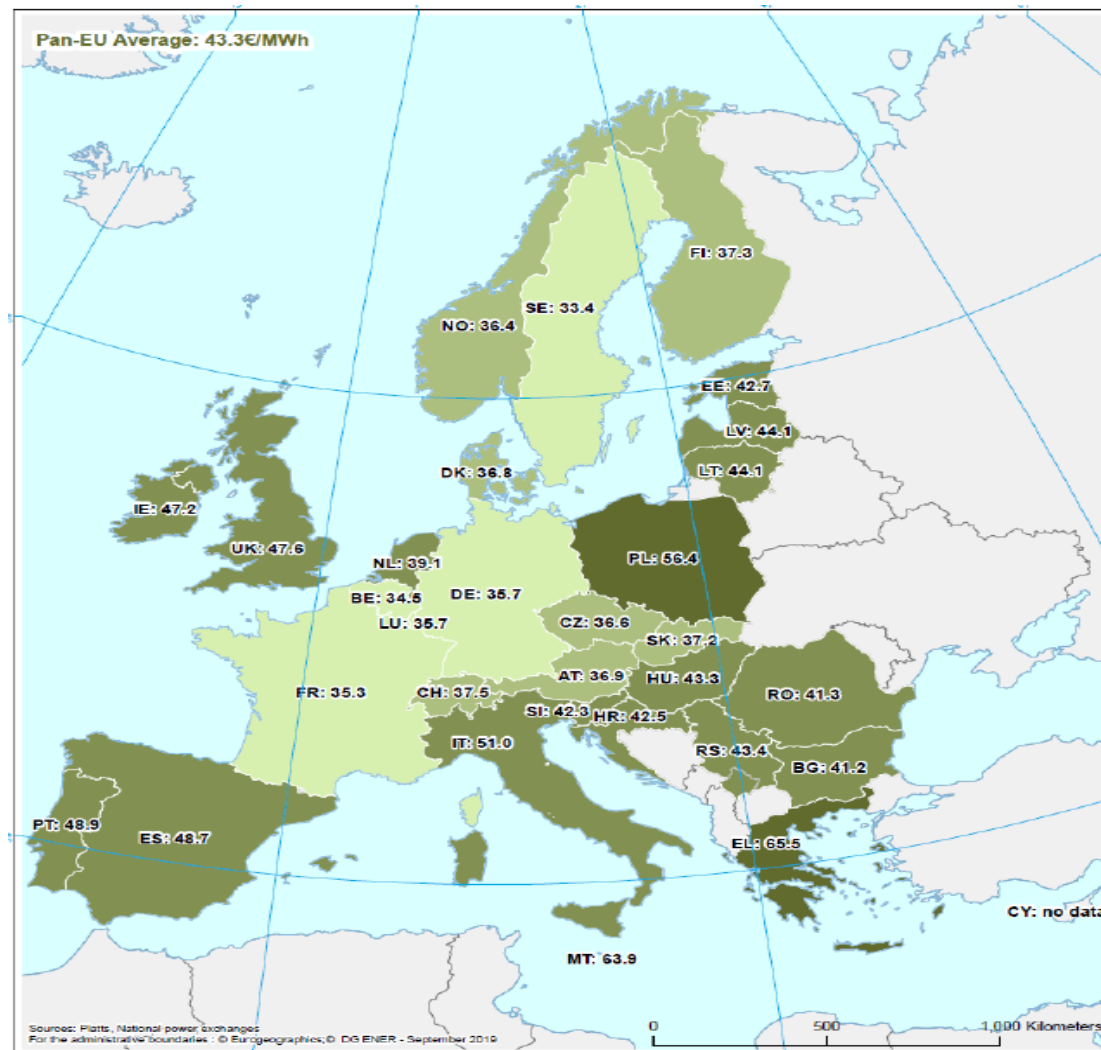 Pan-EU Average: 43.3€/MWh
FI: 37.3
SE: 33.4
NO: 36.4
EE: 42.7
LV: 44.1
LT: 44.1
DK: 36.8
IE: 47.2
UK: 47.6
NL: 39.1
PL: 56.4
BE: 34.5
DE: 35.7
LU: 35.7
CZ: 36.6
SK: 37.2
AT: 36.9
HU: 43.3
FR: 35.3
CH: 37.5
RO: 41.3
SI: 42.3
HR: 42.5
IT: 51.0
RS: 43.4
BG: 41.2
PT: 48.9
ES: 48.7
EL: 65.5
CY: no data
MT: 63.9
Sources: Platts, National power exchanges
For the administrative boundaries : © Eurogeographics; © DG ENER - September 2019
0 500 1,000 Kilometers